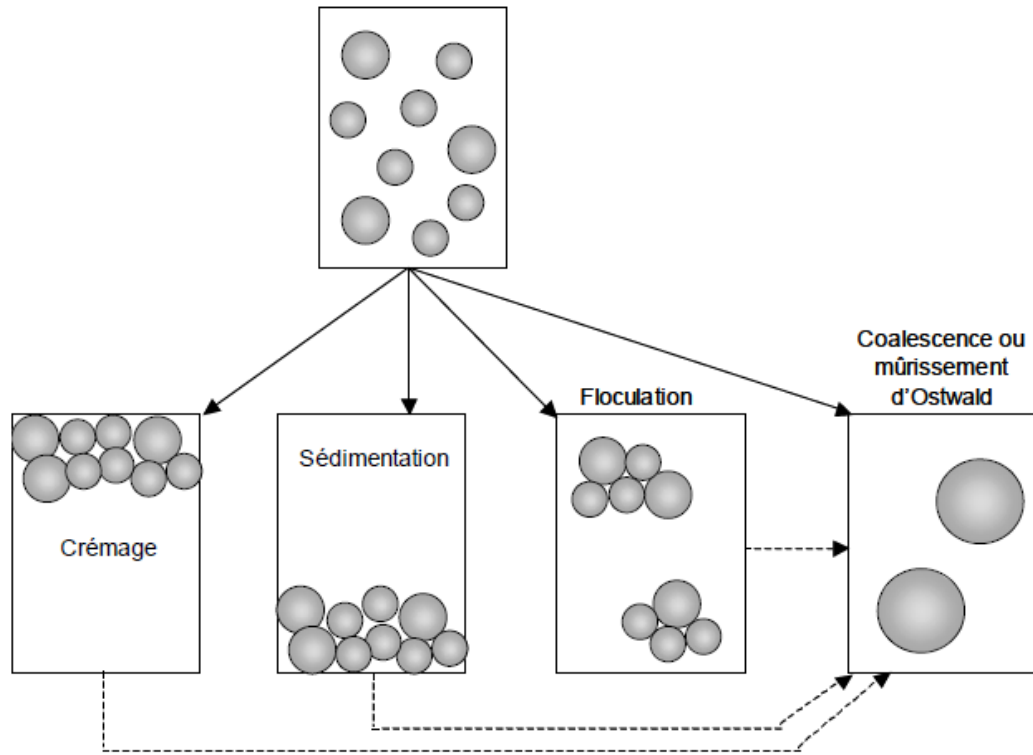 Coalescence ou
mûrissement
d'Ostwald
Floculation
Sédimentation
Crémage